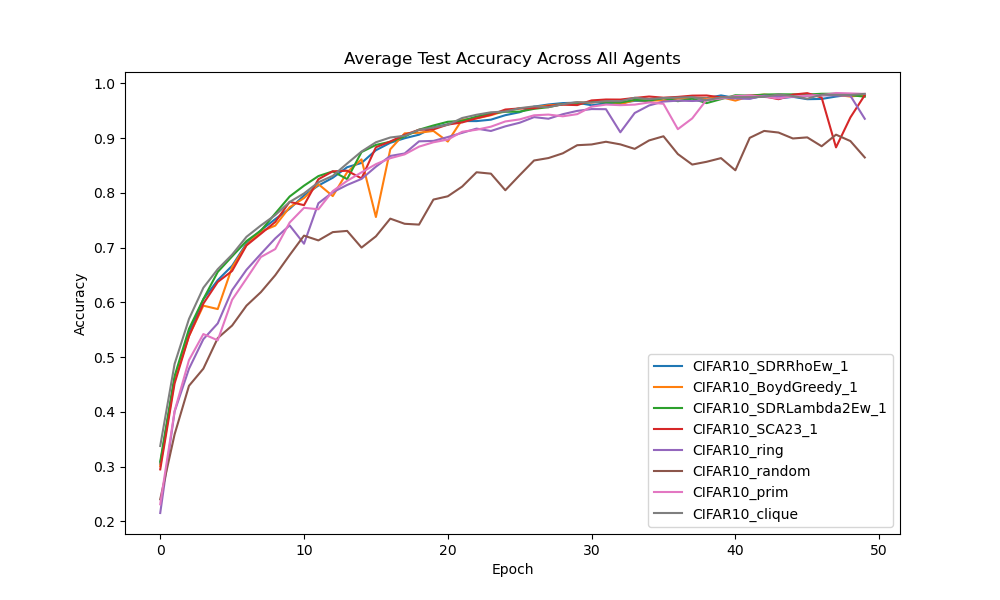 Average Test Accuracy Across All Agents
Accuracy
1.0
0.9
0.8
0.7
0.6
0.5
0.4
0.3
0.2
CIFAR10_SDRRhoEw_1
CIFAR10_BoydGreedy_1
CIFAR10_SDRLambda2Ew_1
CIFAR10_SCA23_1
CIFAR10_ring
CIFAR10_random
CIFAR10_prim
CIFAR10_clique
0 10 20 30 40 50
Epoch